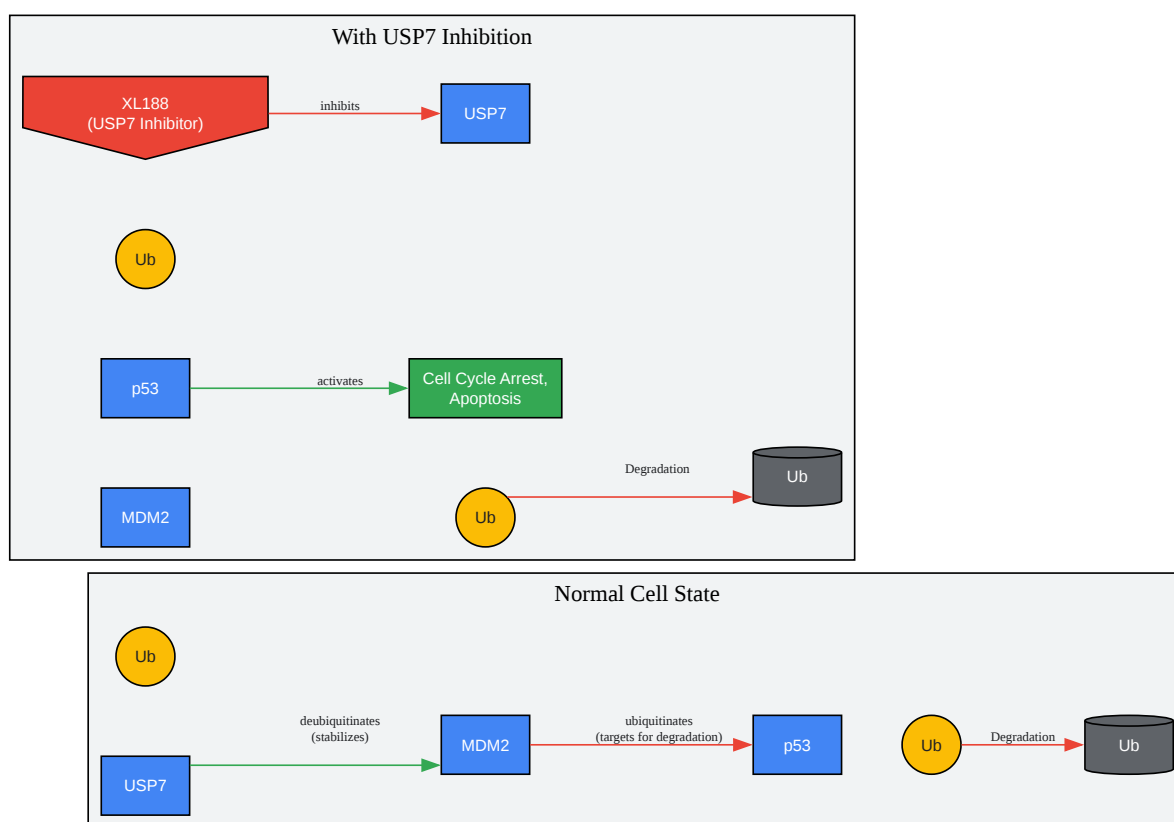 With USP7 Inhibition
XL188
(USP7 Inhibitor)
inhibits
USP7
Ub
p53
activates
Cell Cycle Arrest,
Apoptosis
MDM2
Ub
Degradation
Ub
Normal Cell State
Ub
USP7
deubiquitinates
(stabilizes)
MDM2
ubiquitinates
(targets for degradation)
p53
Ub
Degradation
Ub